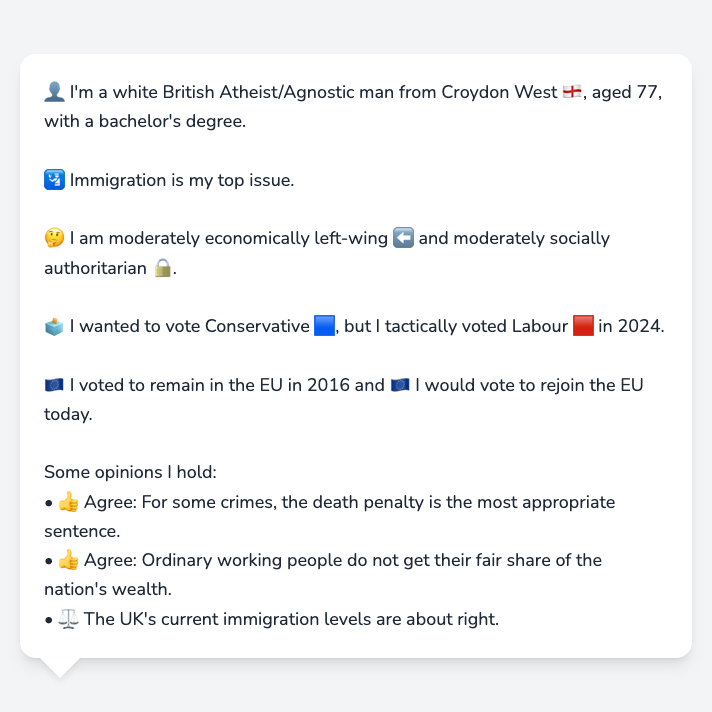 👤 I'm a white British Atheist/Agnostic man from Croydon West 🏴󠁧󠁢󠁥󠁮󠁧󠁿, aged 77,
with a bachelor's degree.
🛂 Immigration is my top issue.
🤔 I am moderately economically left-wing ⬅️ and moderately socially
authoritarian 🔒.
🗳️ I wanted to vote Conservative 🟦, but I tactically voted Labour 🟥 in 2024.
🇪🇺 I voted to remain in the EU in 2016 and 🇪🇺 I would vote to rejoin the EU
today.
Some opinions I hold:
• 👍 Agree: For some crimes, the death penalty is the most appropriate
sentence.
• 👍 Agree: Ordinary working people do not get their fair share of the
nation's wealth.
• ⚖️ The UK's current immigration levels are about right.